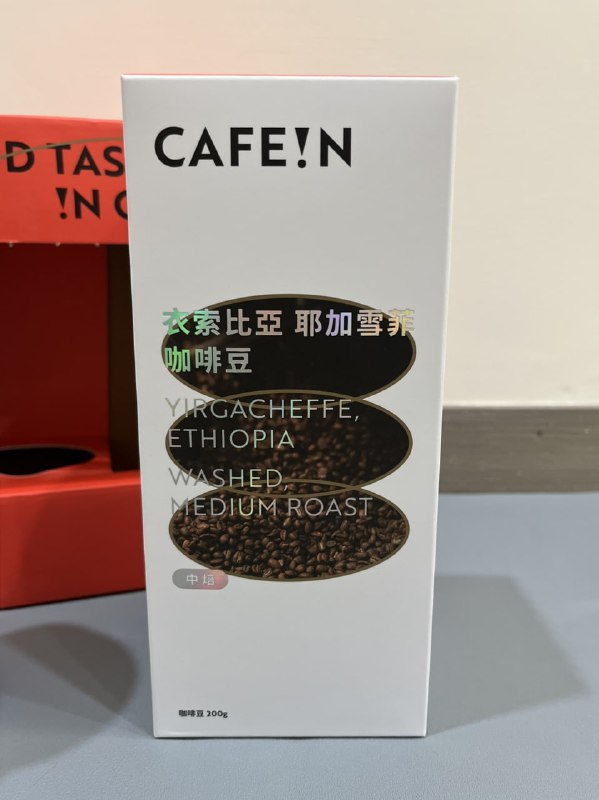 CAFE!N
D TAS
!N
衣索比亞 耶加雪菲
咖啡豆
YIRGACHEFFE,
ETHIOPIA
WASHED,
MEDIUM ROAST
中焙
咖啡豆 200g